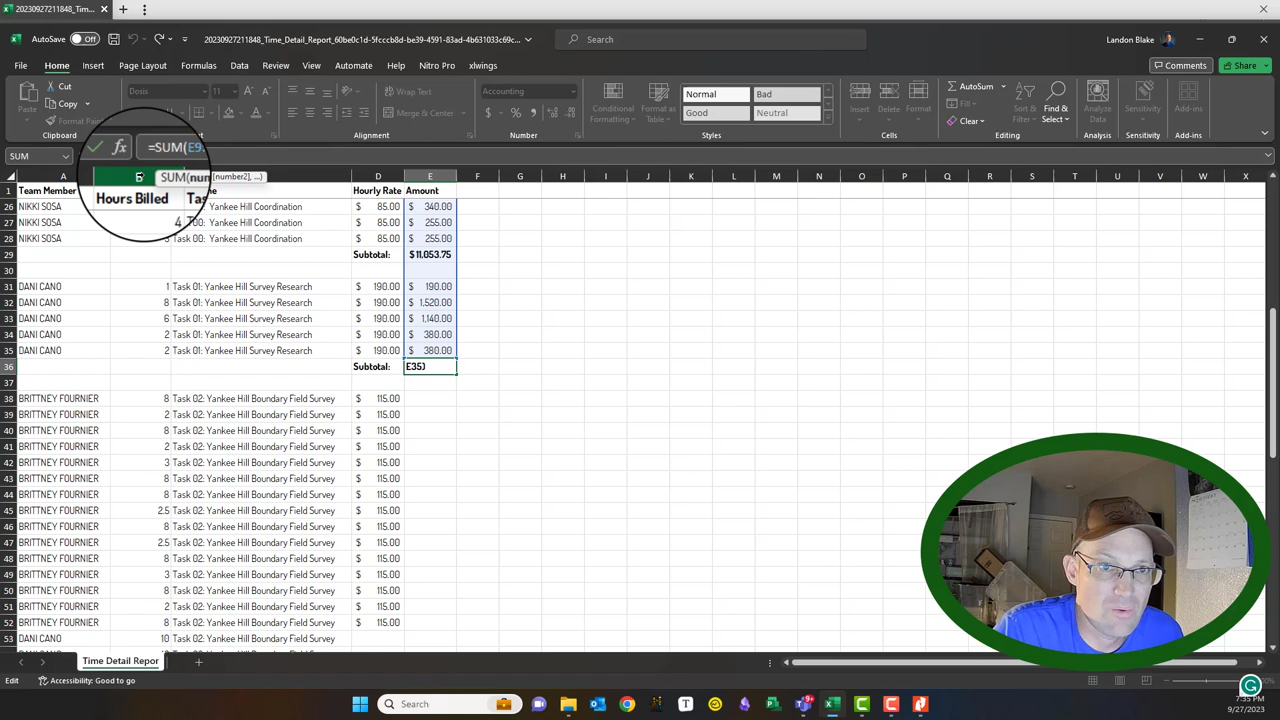 20230927211848_Time...
AutoSave Off
20230927211848_Time_Detail_Report_60be0c1d-5fcccb8d-be39-4591-83ad-4b631033c69c...
Search
Landon Blake
File Home Insert Page Layout Formulas Data Review View Automate Help Nitro Pro xlwings
Comments Share
Paste
Cut
Copy
Clipboard
Dosis 11
Wrap Text
Merge & Center
Alignment
Accounting
$ % 9
Number
Conditional Formatting
Format as Table
Normal Bad
Good Neutral
Styles
Insert Delete Format
Cells
AutoSum
Fill
Clear
Sort & Filter
Find & Select
Editing
Analyze Data
Analysis
Sensitivity
Sensitivity
Add-ins
Add-ins
SUM
fx =SUM(E9
SUM(num [number2], ...)
Hours Billed
A D E F G H I J K L M N O P Q R S T U V W X
1 Team Member Hourly Rate Amount
26 NIKKI SOSA : Yankee Hill Coordination $ 85.00 $ 340.00
27 NIKKI SOSA 4 T 00: Yankee Hill Coordination $ 85.00 $ 255.00
28 NIKKI SOSA Task 00: Yankee Hill Coordination $ 85.00 $ 255.00
29 Subtotal: $11,053.75
30
31 DANI CANO 1 Task 01: Yankee Hill Survey Research $ 190.00 $ 190.00
32 DANI CANO 8 Task 01: Yankee Hill Survey Research $ 190.00 $ 1,520.00
33 DANI CANO 6 Task 01: Yankee Hill Survey Research $ 190.00 $ 1,140.00
34 DANI CANO 2 Task 01: Yankee Hill Survey Research $ 190.00 $ 380.00
35 DANI CANO 2 Task 01: Yankee Hill Survey Research $ 190.00 $ 380.00
36 Subtotal: E35)
37
38 BRITTNEY FOURNIER 8 Task 02: Yankee Hill Boundary Field Survey $ 115.00
39 BRITTNEY FOURNIER 2 Task 02: Yankee Hill Boundary Field Survey $ 115.00
40 BRITTNEY FOURNIER 8 Task 02: Yankee Hill Boundary Field Survey $ 115.00
41 BRITTNEY FOURNIER 2 Task 02: Yankee Hill Boundary Field Survey $ 115.00
42 BRITTNEY FOURNIER 3 Task 02: Yankee Hill Boundary Field Survey $ 115.00
43 BRITTNEY FOURNIER 8 Task 02: Yankee Hill Boundary Field Survey $ 115.00
44 BRITTNEY FOURNIER 8 Task 02: Yankee Hill Boundary Field Survey $ 115.00
45 BRITTNEY FOURNIER 2.5 Task 02: Yankee Hill Boundary Field Survey $ 115.00
46 BRITTNEY FOURNIER 8 Task 02: Yankee Hill Boundary Field Survey $ 115.00
47 BRITTNEY FOURNIER 2.5 Task 02: Yankee Hill Boundary Field Survey $ 115.00
48 BRITTNEY FOURNIER 8 Task 02: Yankee Hill Boundary Field Survey $ 115.00
49 BRITTNEY FOURNIER 3 Task 02: Yankee Hill Boundary Field Survey $ 115.00
50 BRITTNEY FOURNIER 8 Task 02: Yankee Hill Boundary Field Survey $ 115.00
51 BRITTNEY FOURNIER 2 Task 02: Yankee Hill Boundary Field Survey $ 115.00
52 BRITTNEY FOURNIER 8 Task 02: Yankee Hill Boundary Field Survey $ 115.00
53 DANI CANO 10 Task 02: Yankee Hill Boundary Field Survey
Time Detail Repor
Edit Accessibility: Good to go
Search
7:35 PM
9/27/2023